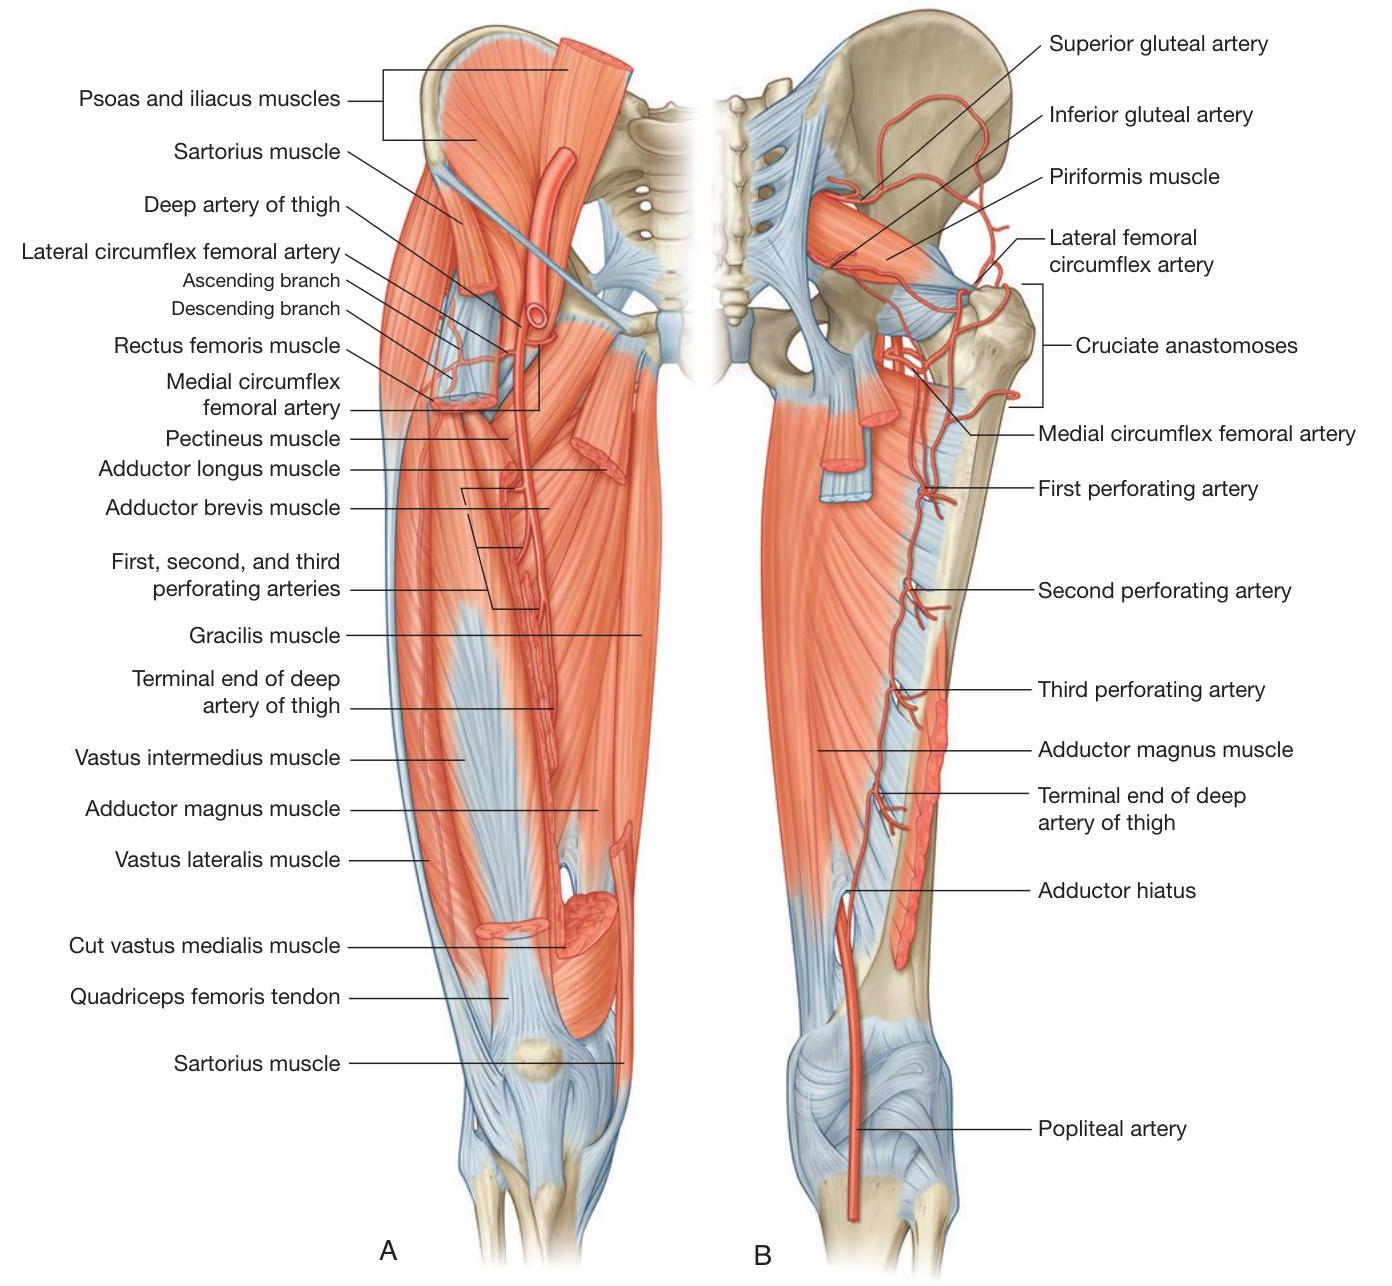 Psoas and iliacus muscles
Sartorius muscle
Deep artery of thigh
Lateral circumflex femoral artery
Ascending branch
Descending branch
Rectus femoris muscle
Medial circumflex
femoral artery
Pectineus muscle
Adductor longus muscle
Adductor brevis muscle
First, second, and third
perforating arteries
Gracilis muscle
Terminal end of deep
artery of thigh
Vastus intermedius muscle
Adductor magnus muscle
Vastus lateralis muscle
Cut vastus medialis muscle
Quadriceps femoris tendon
Sartorius muscle
A
Superior gluteal artery
Inferior gluteal artery
Piriformis muscle
Lateral femoral
circumflex artery
Cruciate anastomoses
Medial circumflex femoral artery
First perforating artery
Second perforating artery
Third perforating artery
Adductor magnus muscle
Terminal end of deep
artery of thigh
Adductor hiatus
Popliteal artery
B